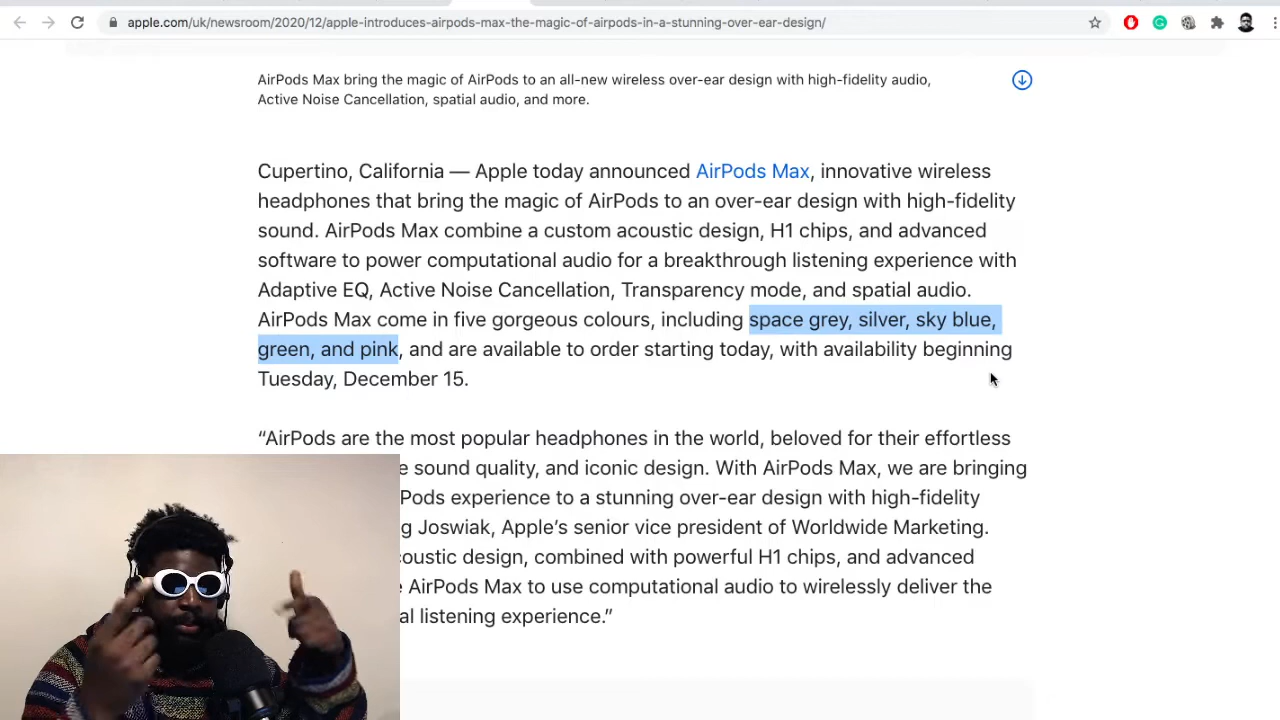 apple.com/uk/newsroom/2020/12/apple-introduces-airpods-max-the-magic-of-airpods-in-a-stunning-over-ear-design/
AirPods Max bring the magic of AirPods to an all-new wireless over-ear design with high-fidelity audio,
Active Noise Cancellation, spatial audio, and more.
Cupertino, California — Apple today announced AirPods Max, innovative wireless
headphones that bring the magic of AirPods to an over-ear design with high-fidelity
sound. AirPods Max combine a custom acoustic design, H1 chips, and advanced
software to power computational audio for a breakthrough listening experience with
Adaptive EQ, Active Noise Cancellation, Transparency mode, and spatial audio.
AirPods Max come in five gorgeous colours, including space grey, silver, sky blue,
green, and pink, and are available to order starting today, with availability beginning
Tuesday, December 15.
“AirPods are the most popular headphones in the world, beloved for their effortless
e sound quality, and iconic design. With AirPods Max, we are bringing
Pods experience to a stunning over-ear design with high-fidelity
g Joswiak, Apple’s senior vice president of Worldwide Marketing.
coustic design, combined with powerful H1 chips, and advanced
e AirPods Max to use computational audio to wirelessly deliver the
al listening experience.”